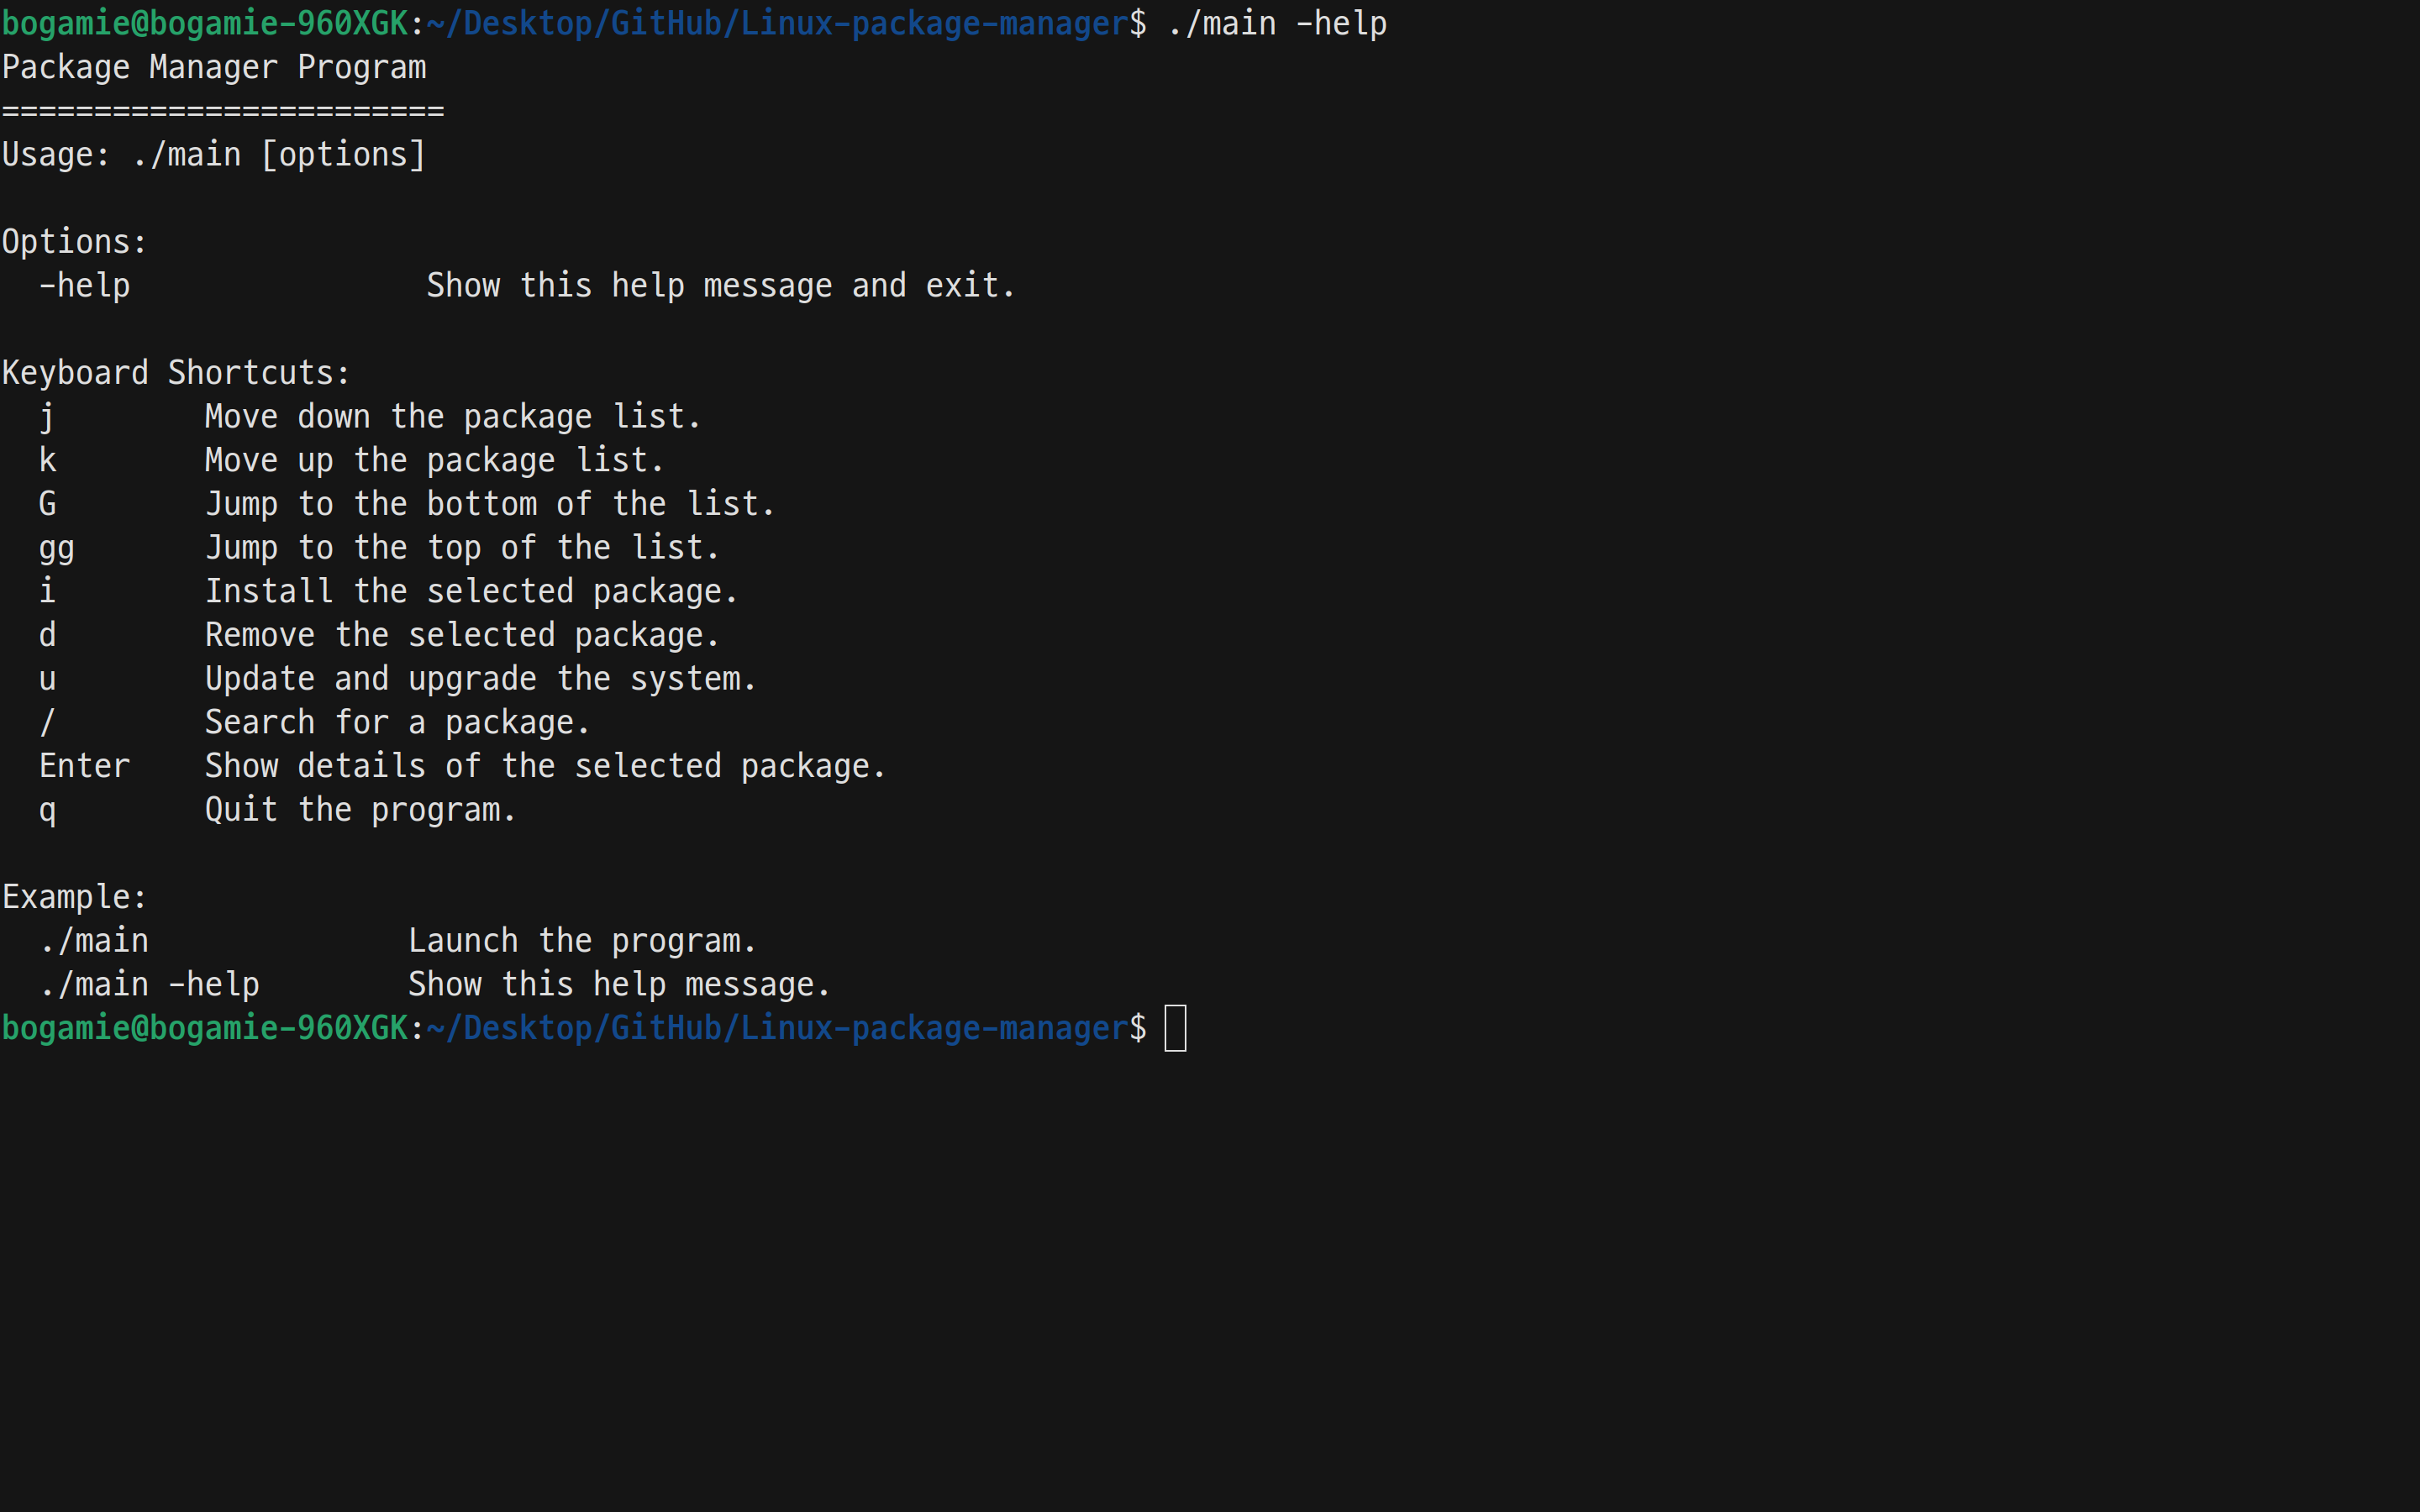 bogamie@bogamie-960XGK:~/Desktop/GitHub/Linux-package-manager$ ./main -help
Package Manager Program
========================
Usage: ./main [options]

Options:
  -help                Show this help message and exit.

Keyboard Shortcuts:
  j        Move down the package list.
  k        Move up the package list.
  G        Jump to the bottom of the list.
  gg       Jump to the top of the list.
  i        Install the selected package.
  d        Remove the selected package.
  u        Update and upgrade the system.
  /        Search for a package.
  Enter    Show details of the selected package.
  q        Quit the program.

Example:
  ./main              Launch the program.
  ./main -help        Show this help message.
bogamie@bogamie-960XGK:~/Desktop/GitHub/Linux-package-manager$